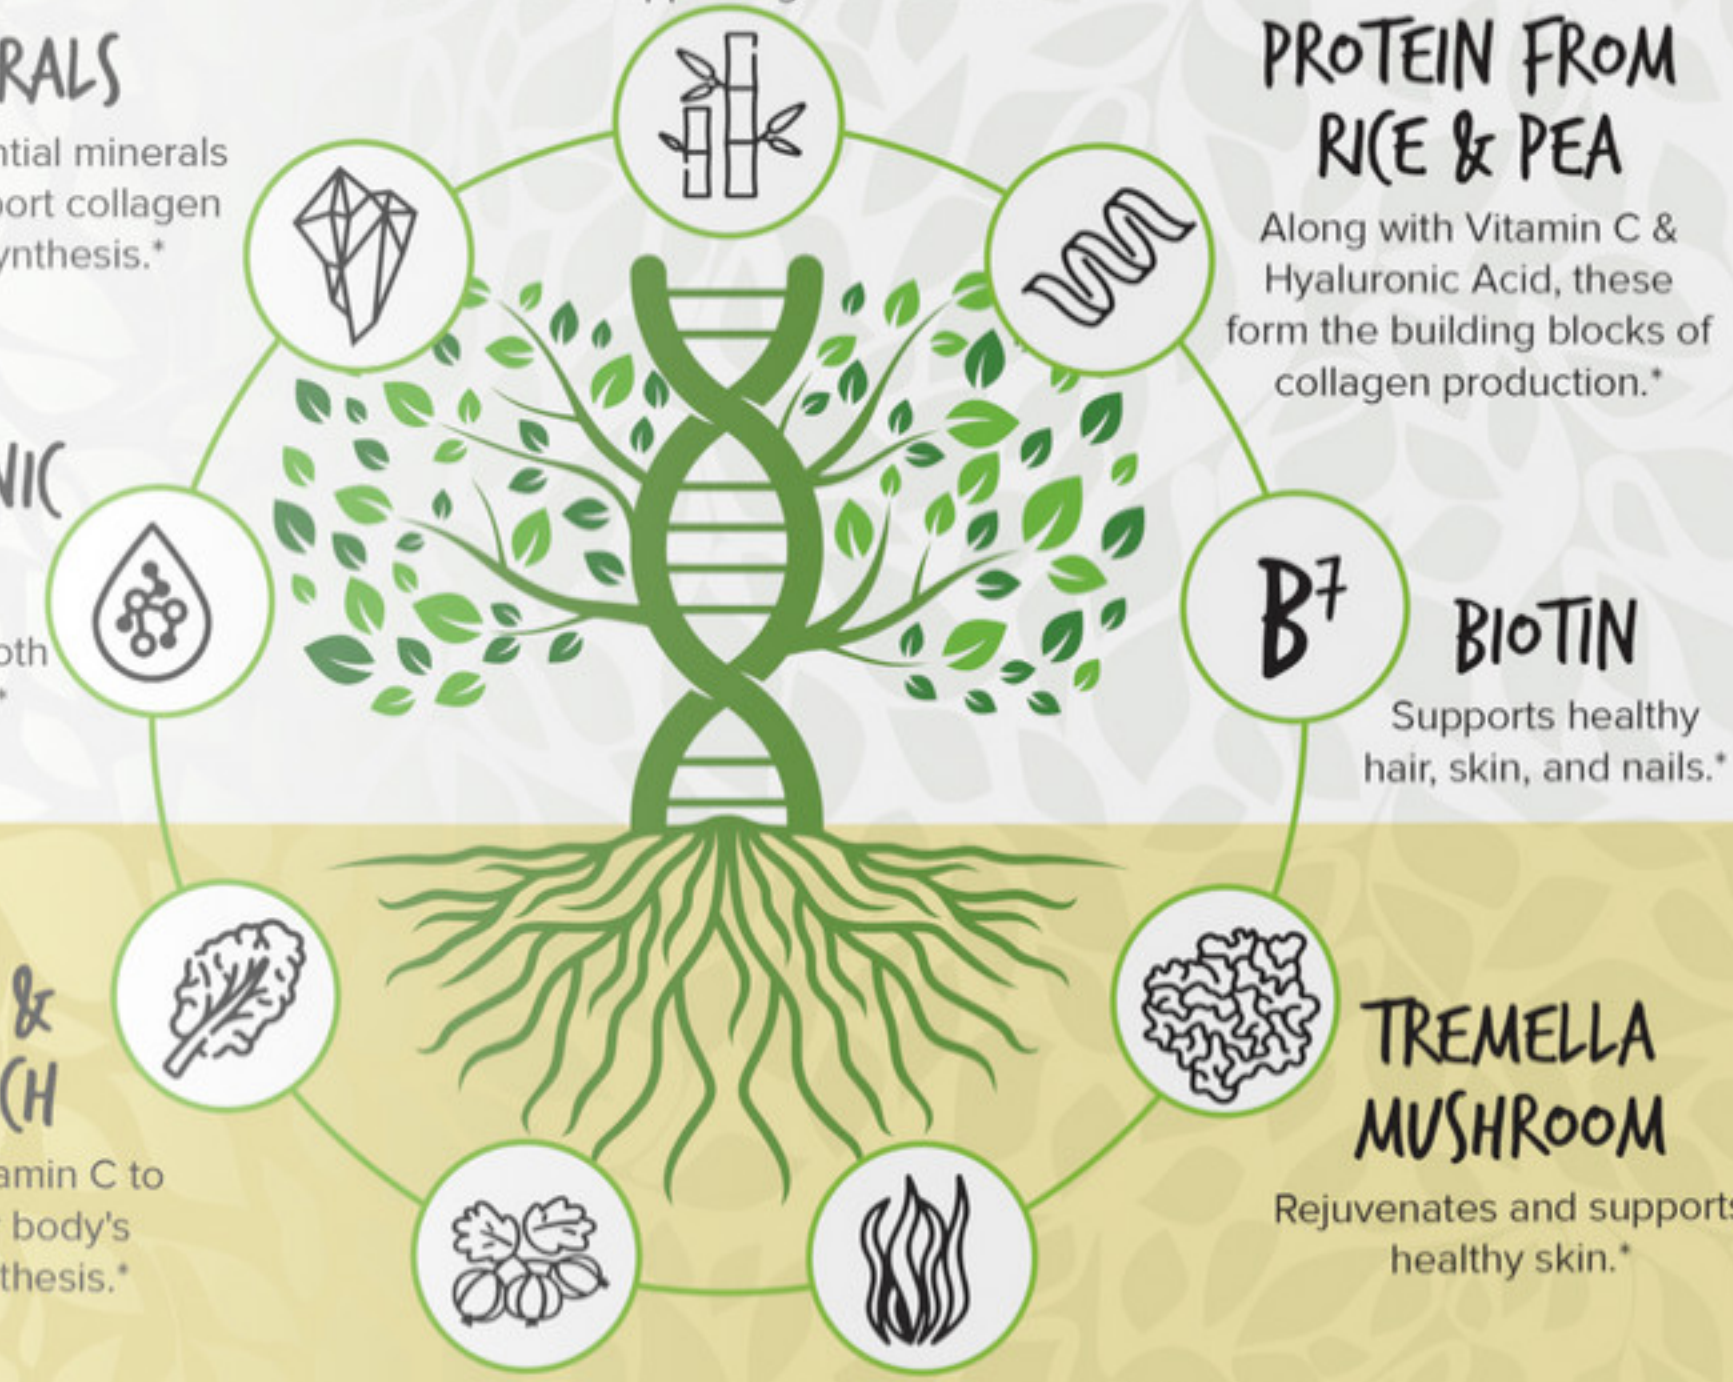 ntial minerals
port collagen
ynthesis.*
PROTEIN FROM
RICE & PEA
Along with Vitamin C &
Hyaluronic Acid, these
form the building blocks of
collagen production.*
B7
BIOTIN
Supports healthy
hair, skin, and nails.*
TREMELLA
MUSHROOM
Rejuvenates and supports
healthy skin.*
RALS
NIC
oth
*
&
CH
amin C to
body's
thesis.*